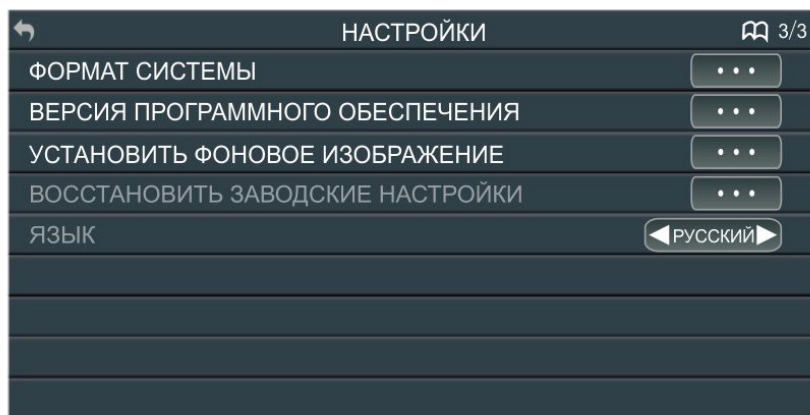 НАСТРОЙКИ 3/3
ФОРМАТ СИСТЕМЫ
ВЕРСИЯ ПРОГРАММНОГО ОБЕСПЕЧЕНИЯ
УСТАНОВИТЬ ФОНОВОЕ ИЗОБРАЖЕНИЕ
ВОССТАНОВИТЬ ЗАВОДСКИЕ НАСТРОЙКИ
ЯЗЫК РУССКИЙ